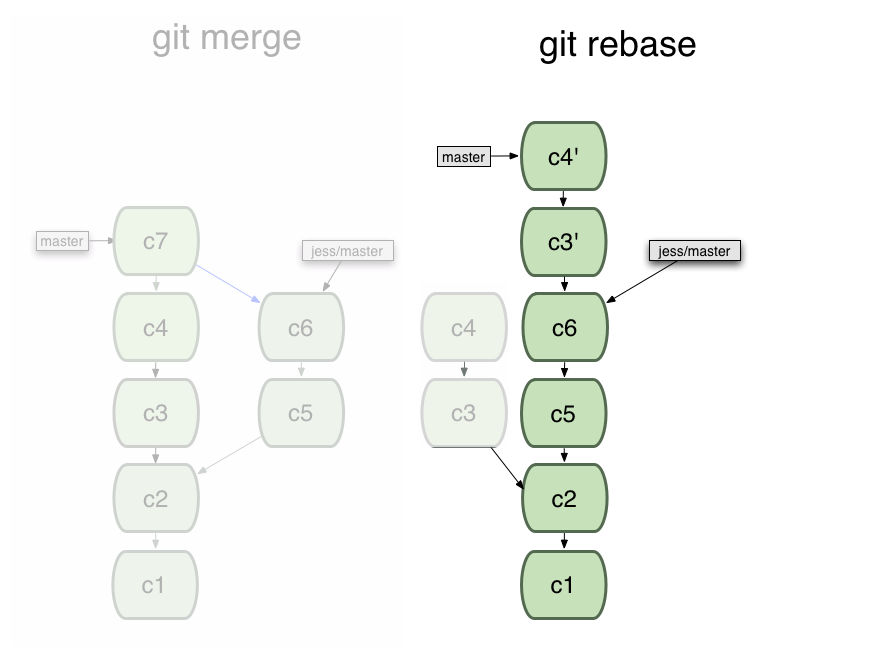 git merge
git rebase
master
c7
jess/master
c4
c6
c3
c5
c2
c1
master
c4'
c3'
jess/master
c4
c6
c3
c5
c2
c1